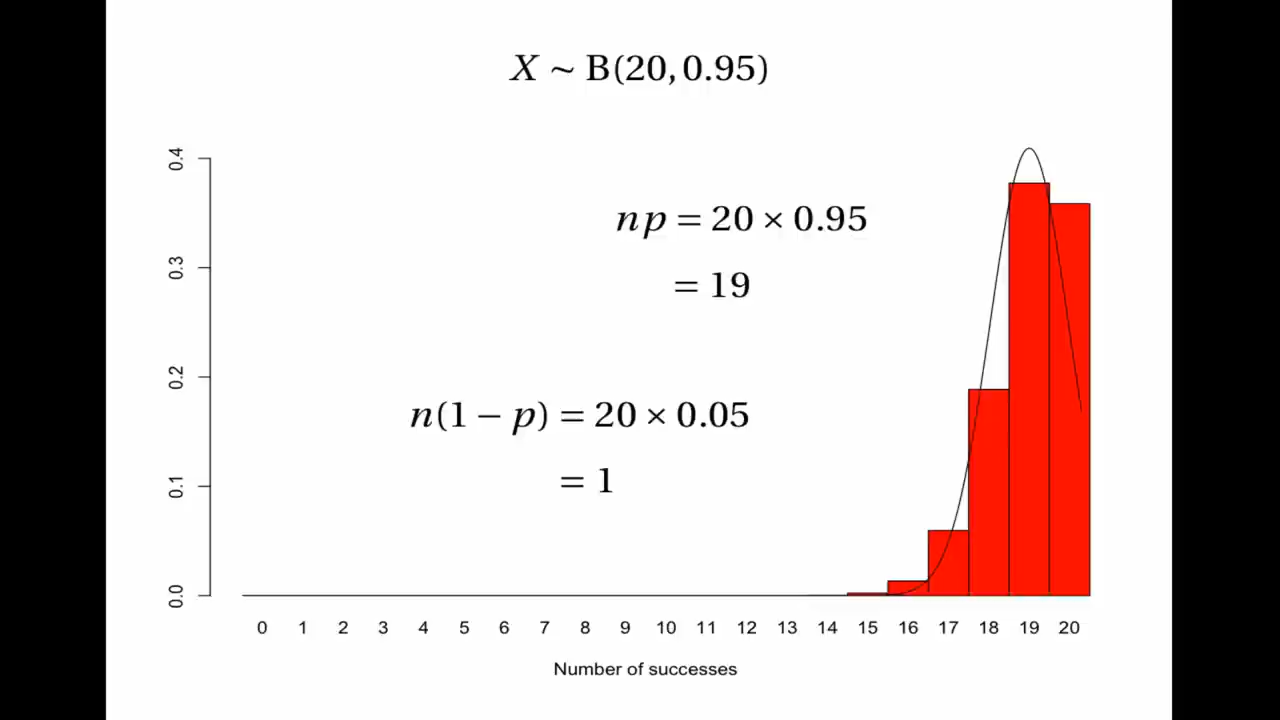 X ~ B(20, 0.95)
np = 20 × 0.95
= 19
n(1 − p) = 20 × 0.05
= 1
0.4
0.3
0.2
0.1
0.0
0 1 2 3 4 5 6 7 8 9 10 11 12 13 14 15 16 17 18 19 20
Number of successes